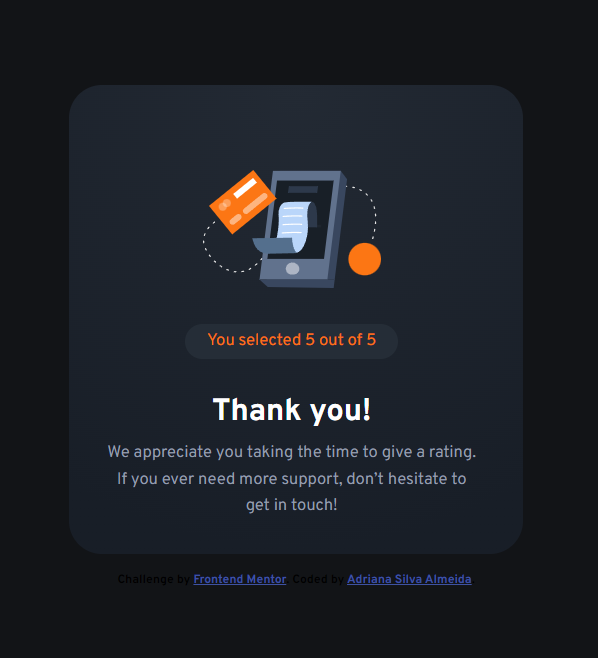 You selected 5 out of 5
Thank you!
We appreciate you taking the time to give a rating.
If you ever need more support, don’t hesitate to
get in touch!
Challenge by Frontend Mentor. Coded by Adriana Silva Almeida.